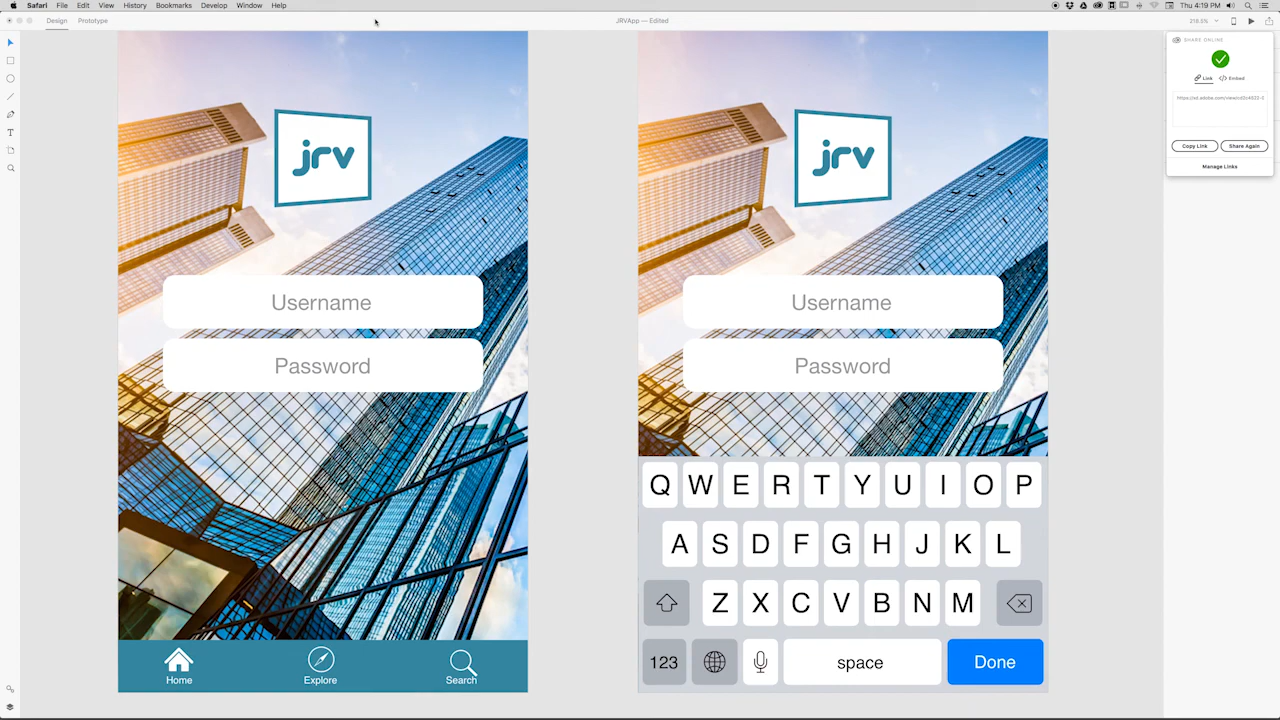 Safari File Edit View History Bookmarks Develop Window Help
Thu 4:19 PM
Design Prototype
JRVApp — Edited
218.5%
SHARE ONLINE
Link </> Embed
Copy Link Share Again
Manage Links
jrv
Username
Password
Home Explore Search
jrv
Username
Password
Q W E R T Y U I O P
A S D F G H J K L
Z X C V B N M
123 space Done